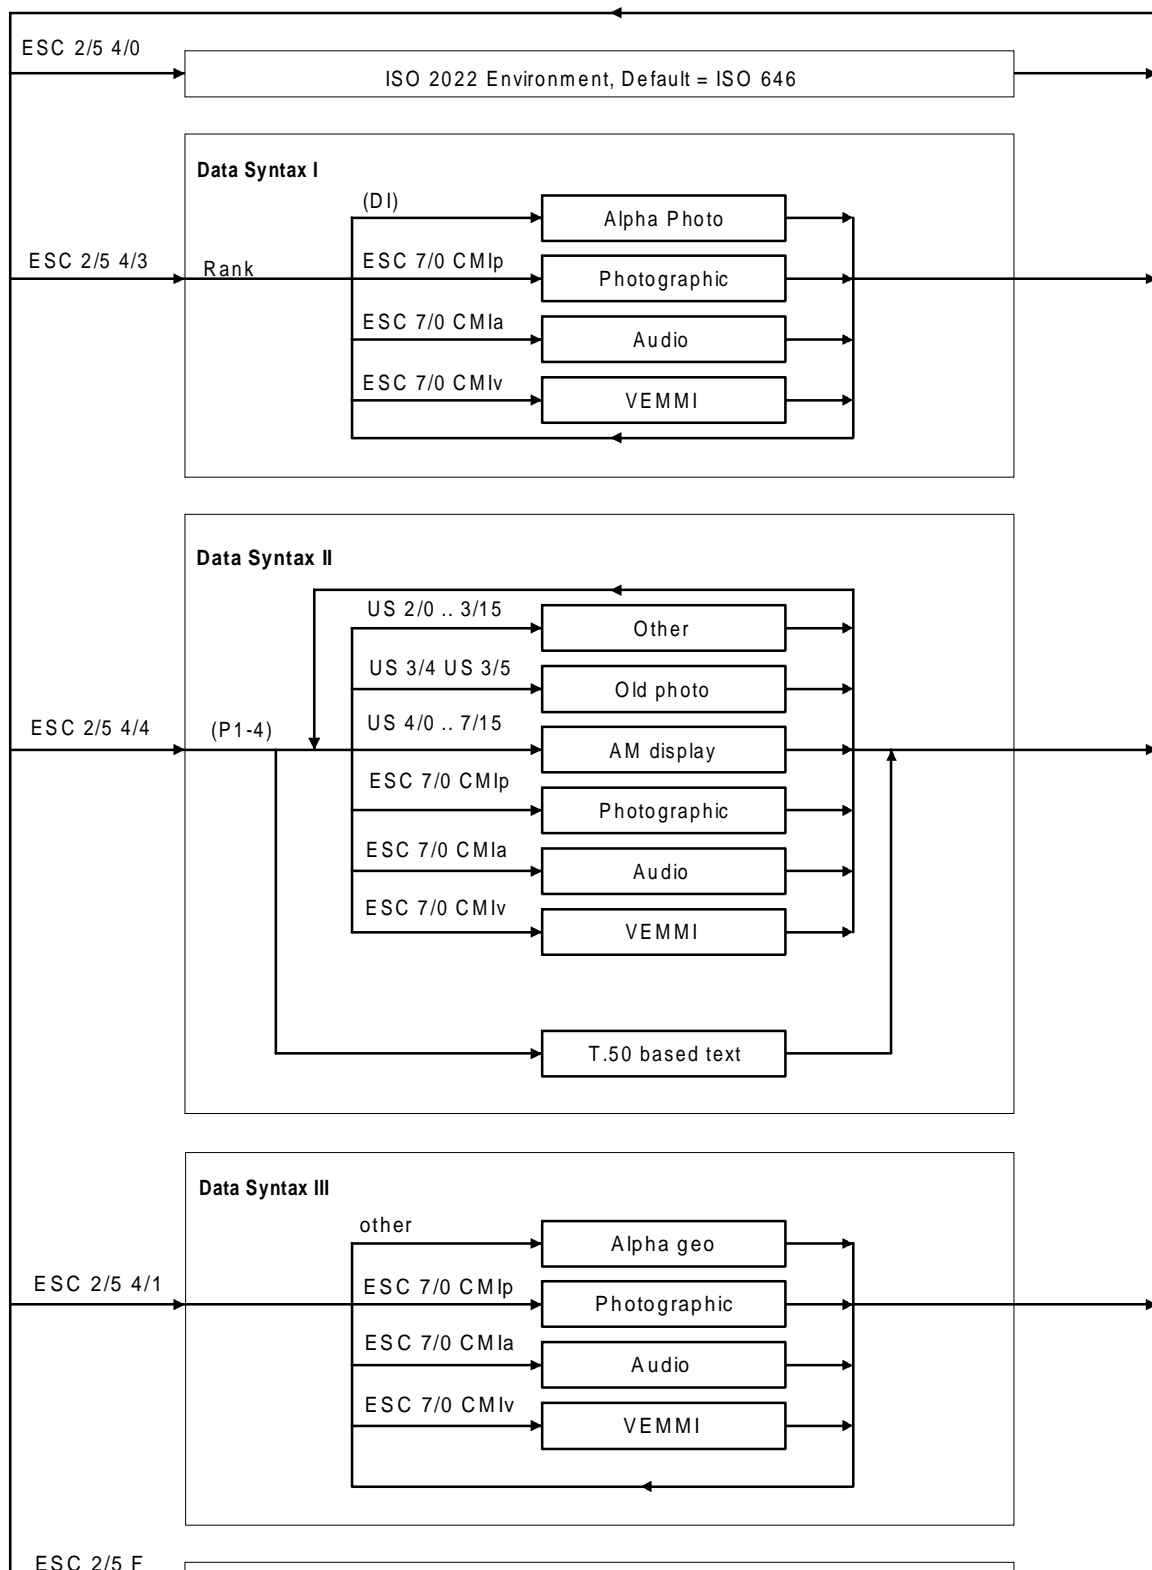 ESC 2/5 4/0
ISO 2022 Environment, Default = ISO 646
Data Syntax I
(DI)
Alpha Photo
ESC 2/5 4/3
Rank
ESC 7/0 CMIp
Photographic
ESC 7/0 CMIa
Audio
ESC 7/0 CMIv
VEMMI
Data Syntax II
US 2/0 .. 3/15
Other
US 3/4 US 3/5
Old photo
ESC 2/5 4/4
(P1-4)
US 4/0 .. 7/15
AM display
ESC 7/0 CMIp
Photographic
ESC 7/0 CMIa
Audio
ESC 7/0 CMIv
VEMMI
T.50 based text
Data Syntax III
other
Alpha geo
ESC 2/5 4/1
ESC 7/0 CMIp
Photographic
ESC 7/0 CMIa
Audio
ESC 7/0 CMIv
VEMMI
ESC 2/5 F